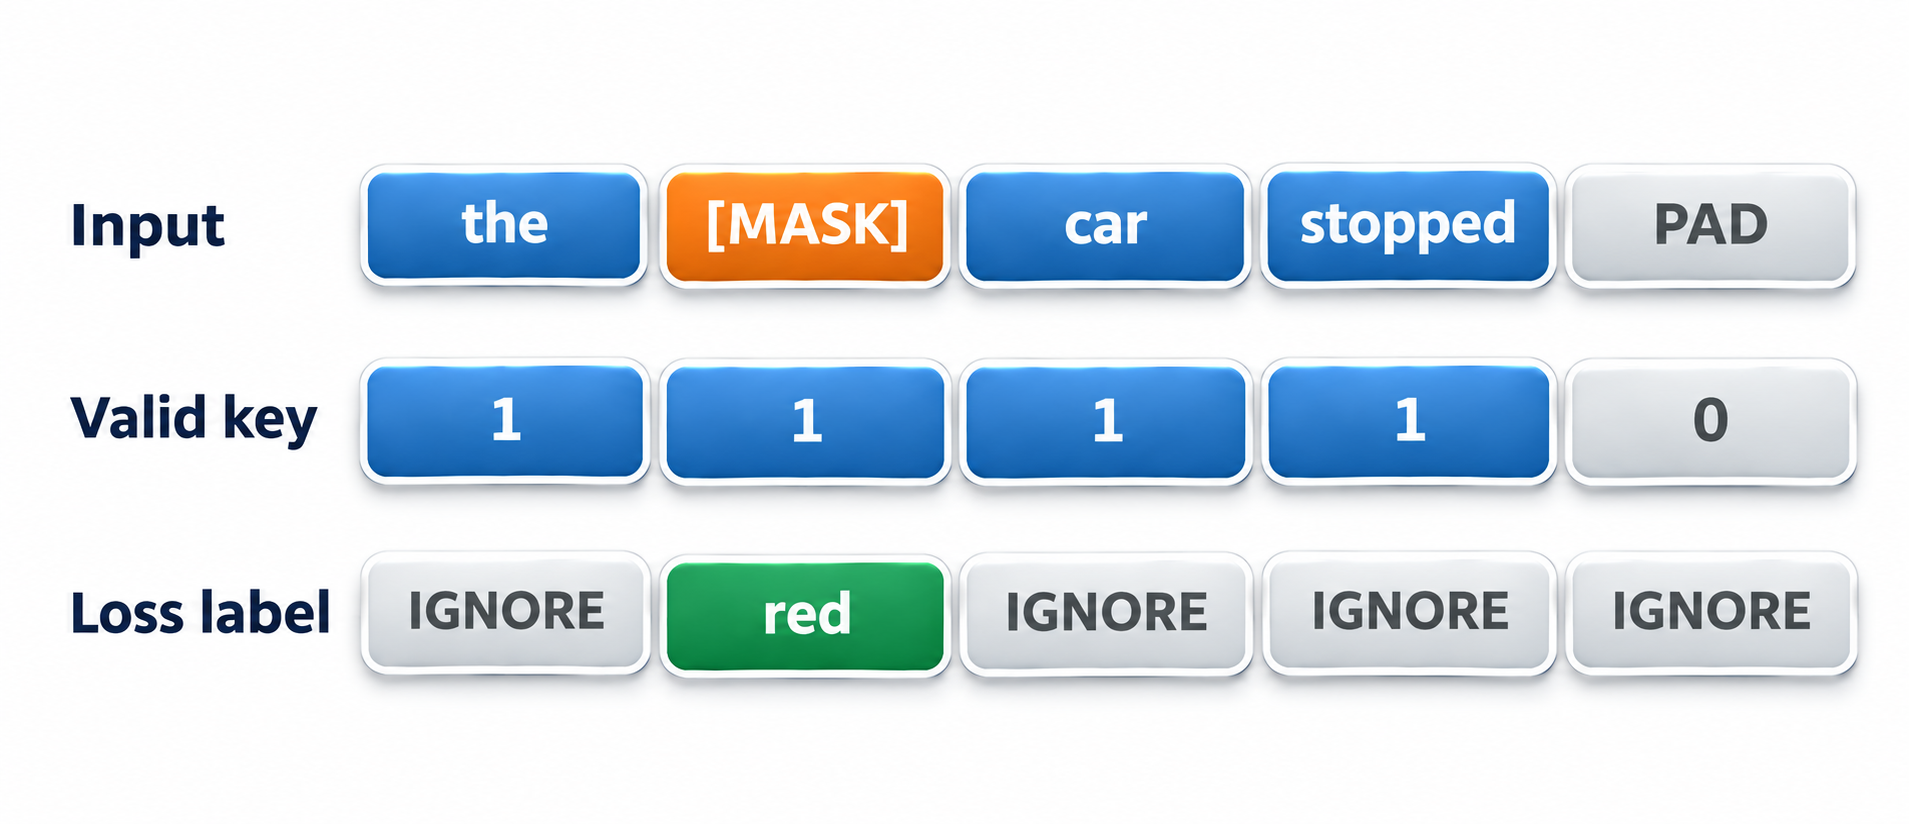 Input the [MASK] car stopped PAD
Valid key 1 1 1 1 0
Loss label IGNORE red IGNORE IGNORE IGNORE